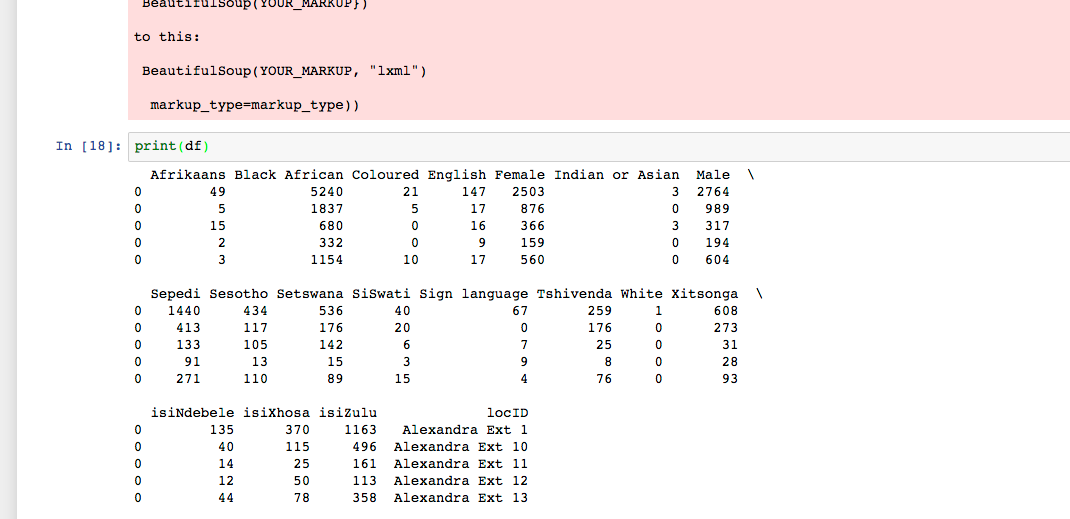 BeautifulSoup(YOUR_MARKUP})
to this:
BeautifulSoup(YOUR_MARKUP, "lxml")
markup_type=markup_type))
In [18]: print(df)
Afrikaans Black African Coloured English Female Indian or Asian Male \
0 49 5240 21 147 2503 3 2764
0 5 1837 5 17 876 0 989
0 15 680 0 16 366 3 317
0 2 332 0 9 159 0 194
0 3 1154 10 17 560 0 604
Sepedi Sesotho Setswana SiSwati Sign language Tshivenda White Xitsonga \
0 1440 434 536 40 67 259 1 608
0 413 117 176 20 0 176 0 273
0 133 105 142 6 7 25 0 31
0 91 13 15 3 9 8 0 28
0 271 110 89 15 4 76 0 93
isiNdebele isiXhosa isiZulu locID
0 135 370 1163 Alexandra Ext 1
0 40 115 496 Alexandra Ext 10
0 14 25 161 Alexandra Ext 11
0 12 50 113 Alexandra Ext 12
0 44 78 358 Alexandra Ext 13